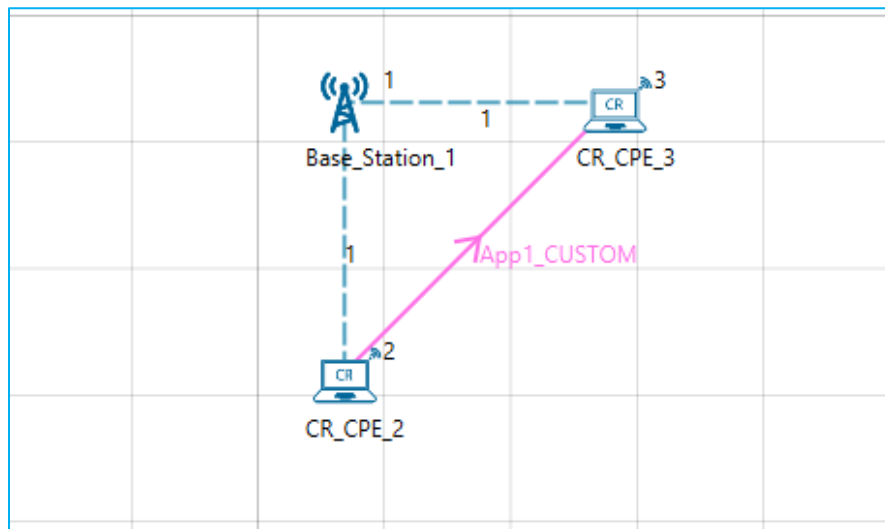 1
CR
3
1
Base_Station_1
CR_CPE_3
1
App1_CUSTOM
2
CR
CR_CPE_2